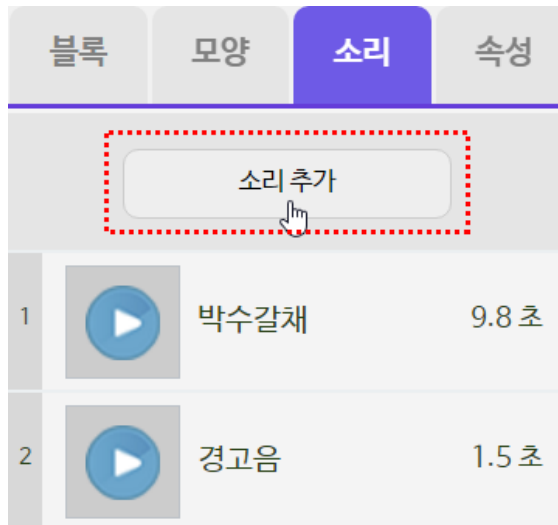 블록 모양 소리 속성
소리 추가
1 박수갈채 9.8 초
2 경고음 1.5 초